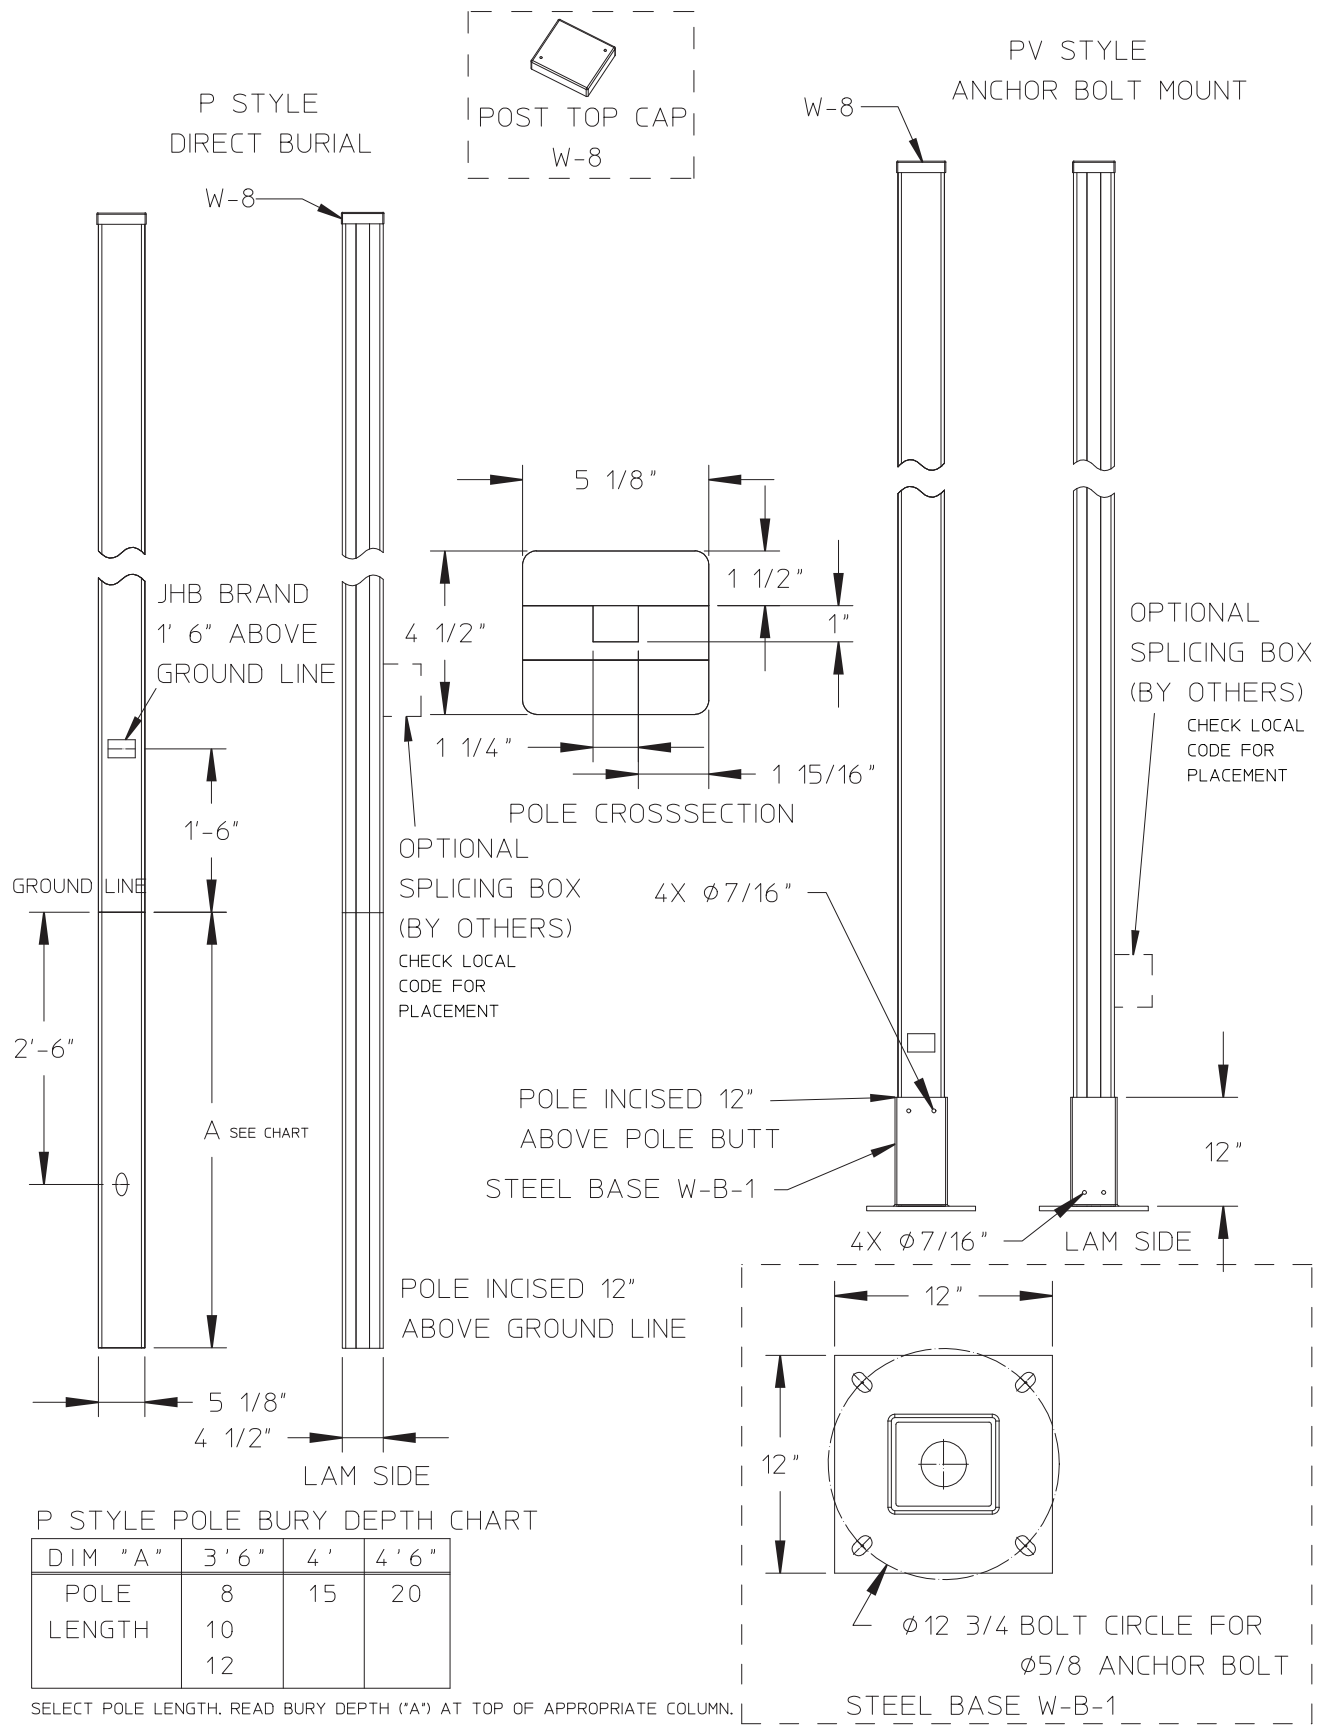 POST TOP CAP
W-8
P STYLE
DIRECT BURIAL
W-8
PV STYLE
ANCHOR BOLT MOUNT
W-8
JHB BRAND
1' 6" ABOVE
GROUND LINE
1'-6"
GROUND LINE
2'-6"
A SEE CHART
5 1/8"
4 1/2"
LAM SIDE
5 1/8"
4 1/2"
1 1/2"
1"
1 1/4"
1 15/16"
POLE CROSSSECTION
OPTIONAL
SPLICING BOX
(BY OTHERS)
CHECK LOCAL
CODE FOR
PLACEMENT
POLE INCISED 12"
ABOVE GROUND LINE
OPTIONAL
SPLICING BOX
(BY OTHERS)
CHECK LOCAL
CODE FOR
PLACEMENT
4X Ø7/16"
POLE INCISED 12"
ABOVE POLE BUTT
STEEL BASE W-B-1
12"
4X Ø7/16"
LAM SIDE
12"
12"
Ø12 3/4 BOLT CIRCLE FOR
Ø5/8 ANCHOR BOLT
STEEL BASE W-B-1
P STYLE POLE BURY DEPTH CHART
DIM "A" 3'6" 4' 4'6"
POLE 8 15 20
LENGTH 10
12
SELECT POLE LENGTH. READ BURY DEPTH ("A") AT TOP OF APPROPRIATE COLUMN.